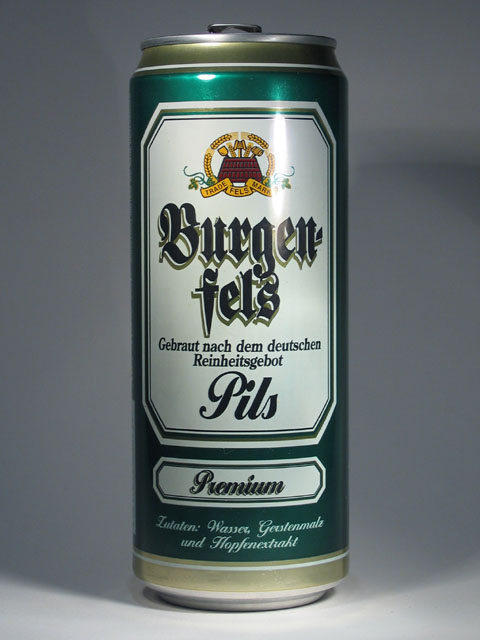 TRADE FELS MARK
Burgen-
fels
Gebraut nach dem deutschen
Reinheitsgebot
Pils
Premium
Zutaten: Wasser, Gerstenmalz
und Hopfenextrakt